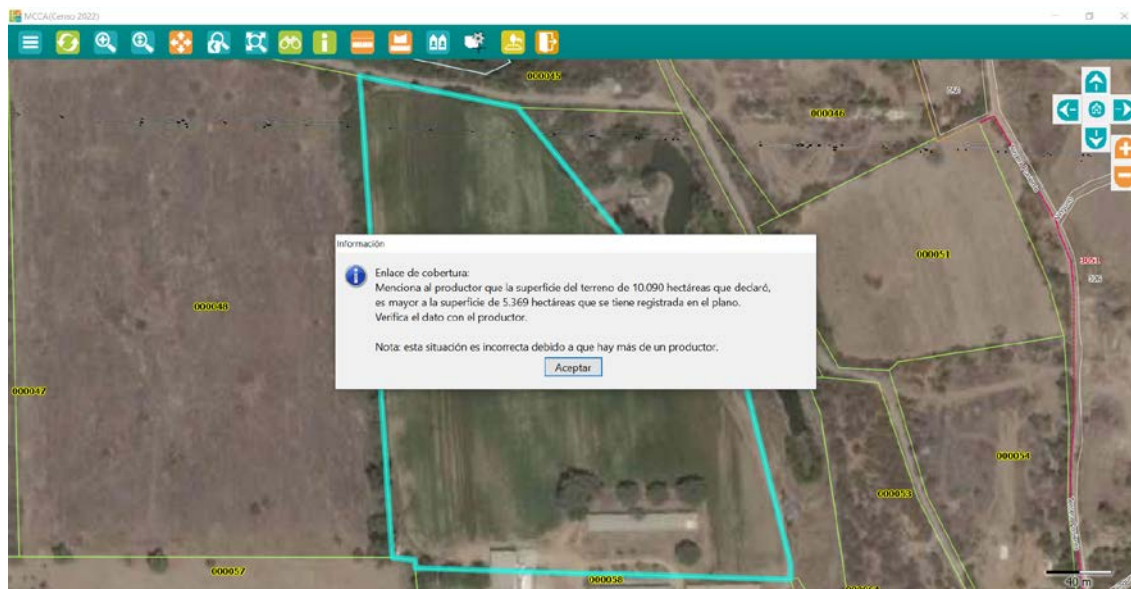 MCCA(Censo 2022)
000045
000046
000051
3051
000048
Información
Enlace de cobertura:
Menciona al productor que la superficie del terreno de 10.090 hectáreas que declaró,
es mayor a la superficie de 5.369 hectáreas que se tiene registrada en el plano.
Verifica el dato con el productor.
Nota: esta situación es incorrecta debido a que hay más de un productor.
Aceptar
000047
000054
000053
000057
000058
40 m